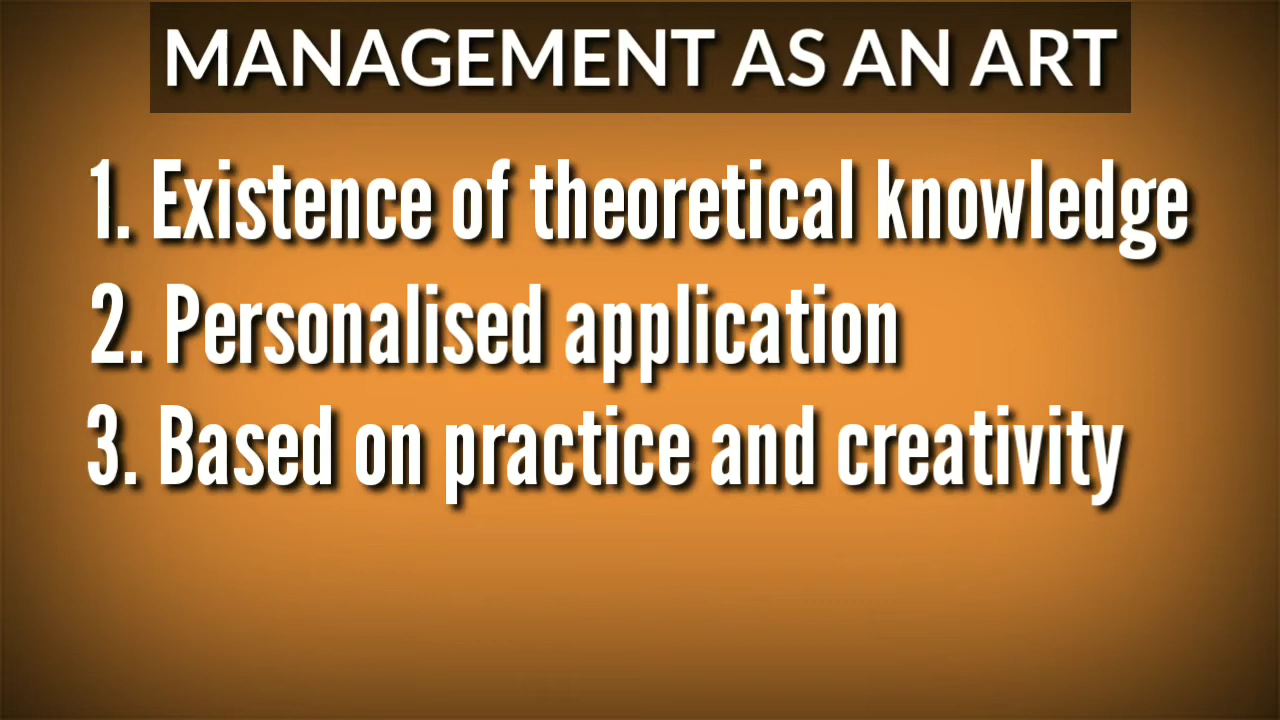 MANAGEMENT AS AN ART
1. Existence of theoretical knowledge
2. Personalised application
3. Based on practice and creativity